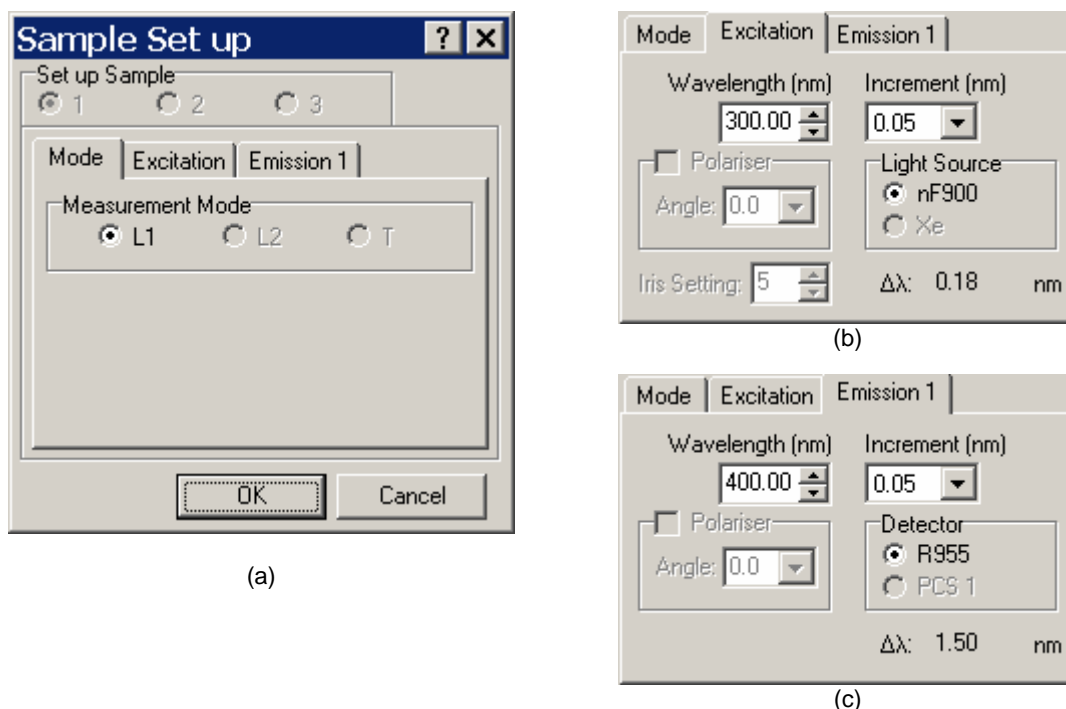 Sample Set up ? X
Set up Sample
1 2 3
Mode Excitation Emission 1
Measurement Mode
L1 L2 T
OK Cancel
(a)
Mode Excitation Emission 1
Wavelength (nm) Increment (nm)
300.00 0.05
Polariser Light Source
Angle: 0.0 nF900
Xe
Iris Setting: 5 Δλ: 0.18 nm
(b)
Mode Excitation Emission 1
Wavelength (nm) Increment (nm)
400.00 0.05
Polariser Detector
Angle: 0.0 R955
PCS 1
Δλ: 1.50 nm
(c)